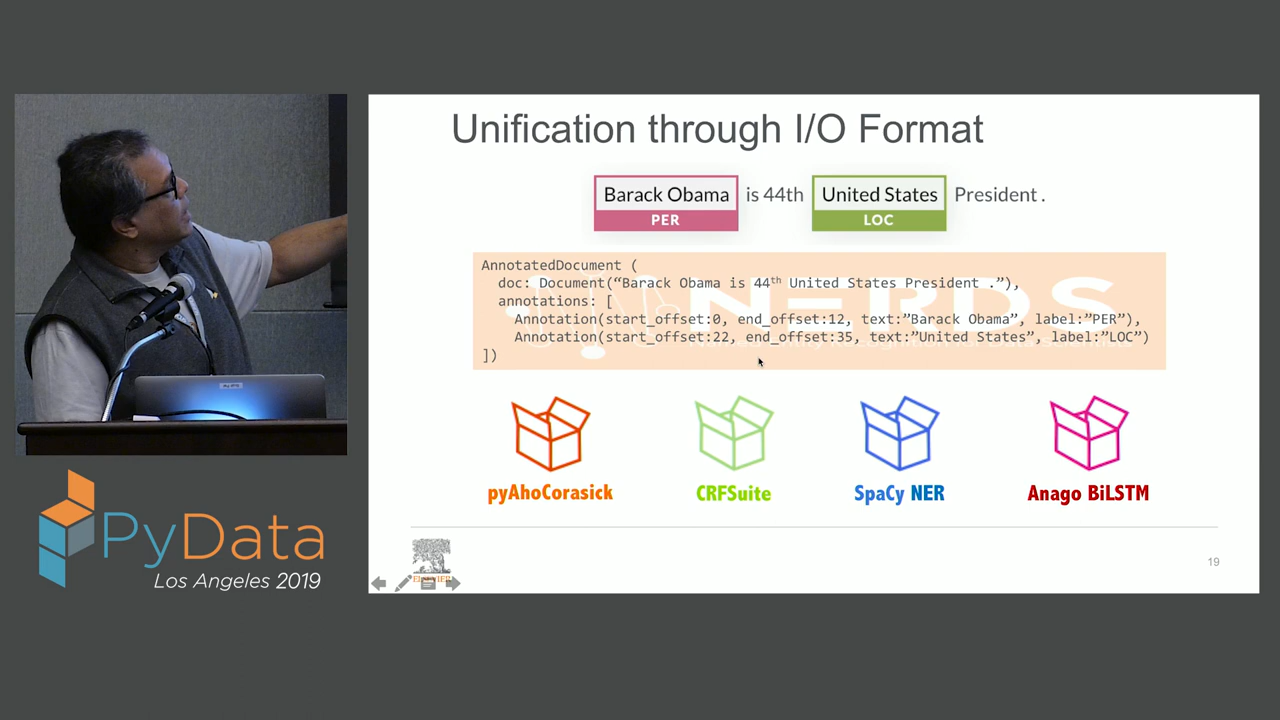 Unification through I/O Format
Barack Obama is 44th United States President .
PER LOC
AnnotatedDocument (
doc: Document(“Barack Obama is 44th United States President .”),
annotations: [
Annotation(start_offset:0, end_offset:12, text:”Barack Obama”, label:”PER”),
Annotation(start_offset:22, end_offset:35, text:”United States”, label:”LOC”)
])
NERDS
pyAhoCorasick CRFSuite SpaCy NER Anago BiLSTM
ELSEVIER
19
PyData
Los Angeles 2019